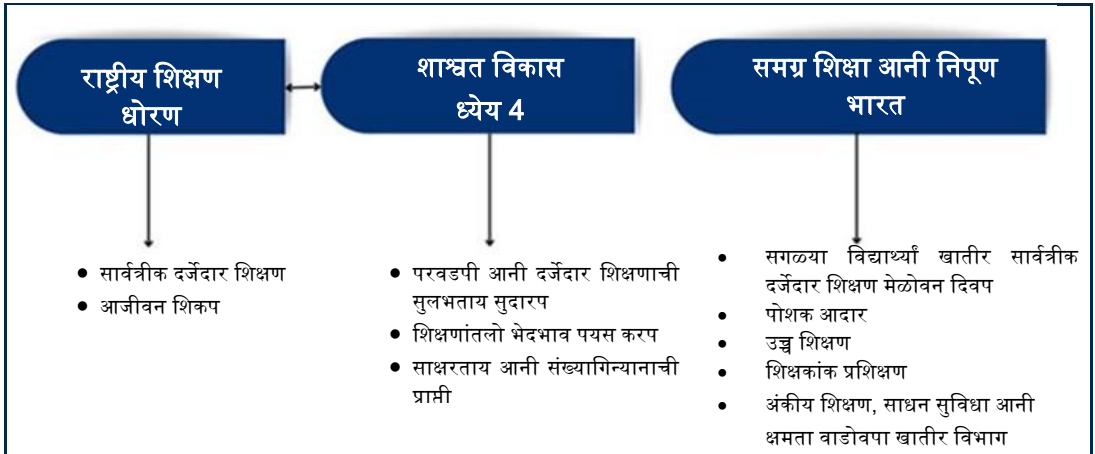 राष्ट्रीय शिक्षण
धोरण
शाश्वत विकास
ध्येय 4
समग्र शिक्षा आनी निपूण
भारत
• सार्वत्रीक दर्जेदार शिक्षण
• आजीवन शिकप
• परवडपी आनी दर्जेदार शिक्षणाची
सुलभताय सुदारप
• शिक्षणांतलो भेदभाव पयस करप
• साक्षरताय आनी संख्यागिन्यानाची
प्राप्ती
• सगळ्या विद्यार्थ्यां खातीर सार्वत्रीक
दर्जेदार शिक्षण मेळोवन दिवप
• पोशक आदार
• उच्च शिक्षण
• शिक्षकांक प्रशिक्षण
• अंकीय शिक्षण, साधन सुविधा आनी
क्षमता वाडोवपा खातीर विभाग